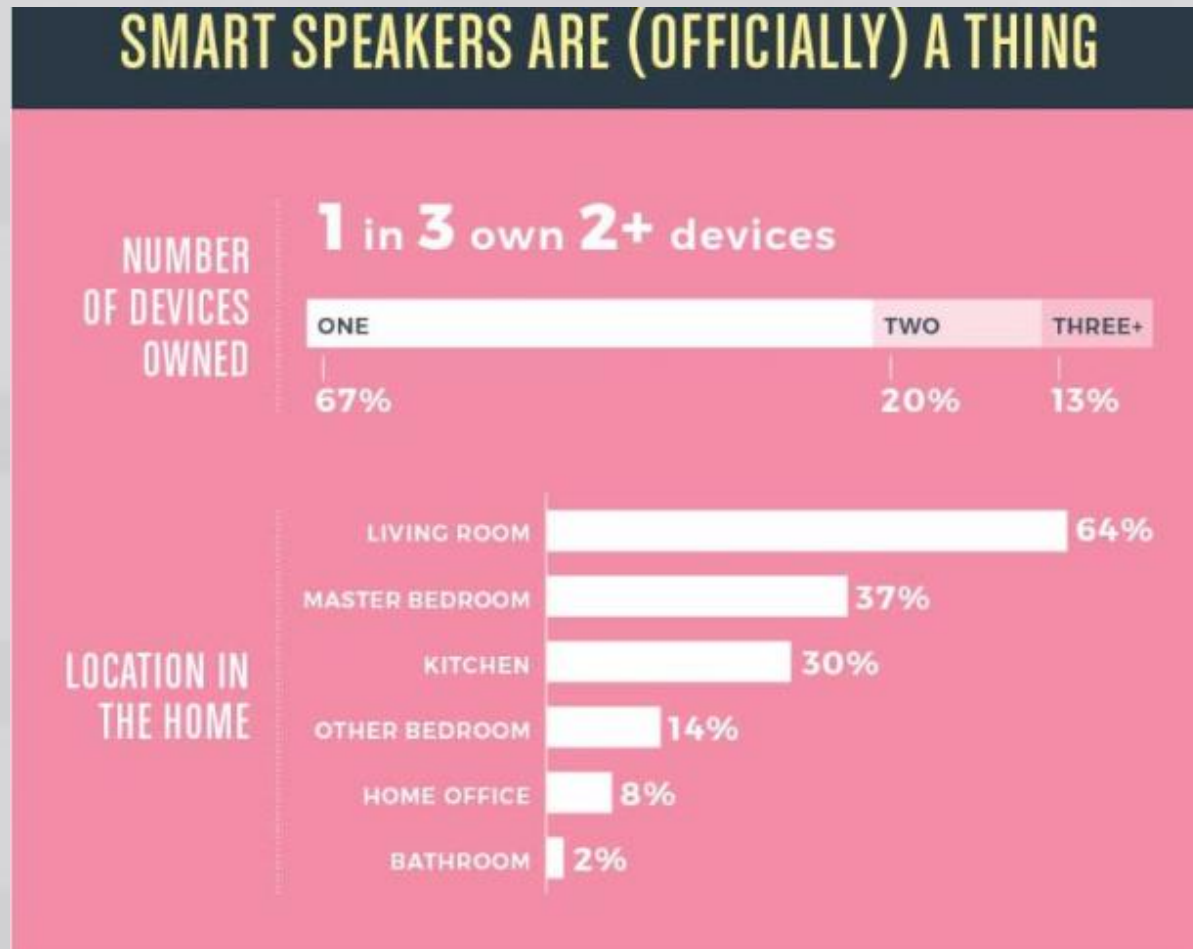 SMART SPEAKERS ARE (OFFICIALLY) A THING
NUMBER
OF DEVICES
OWNED
1 in 3 own 2+ devices
ONE TWO THREE+
67% 20% 13%
LOCATION IN
THE HOME
LIVING ROOM 64%
MASTER BEDROOM 37%
KITCHEN 30%
OTHER BEDROOM 14%
HOME OFFICE 8%
BATHROOM 2%